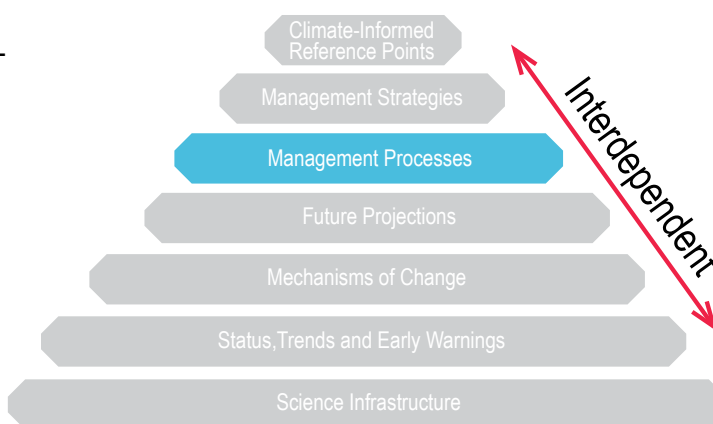 Climate-Informed
Reference Points
Management Strategies
Management Processes
Future Projections
Mechanisms of Change
Status,Trends and Early Warnings
Science Infrastructure
Interdependent